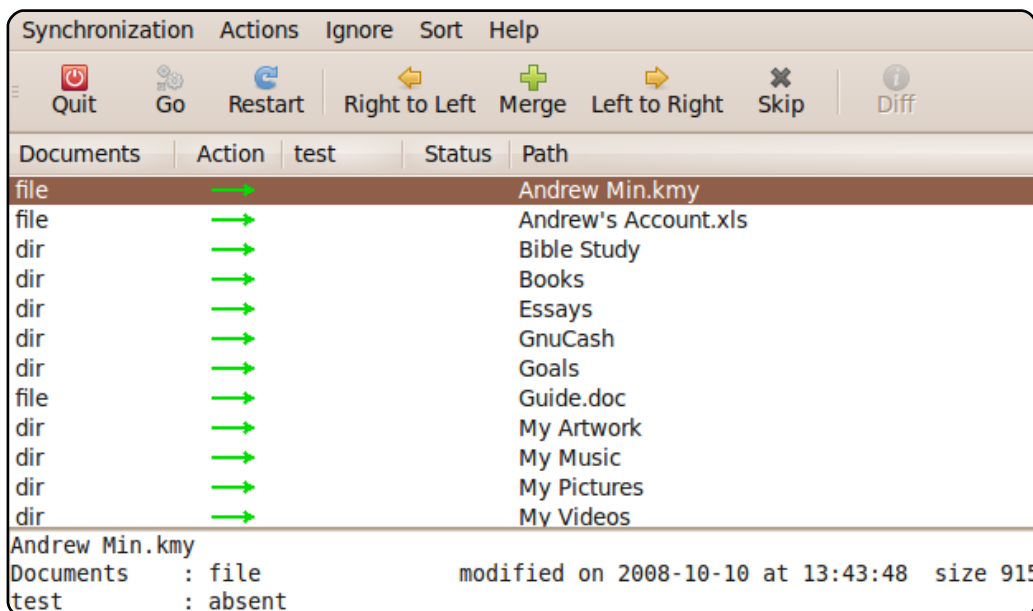 Synchronization Actions Ignore Sort Help
Quit Go Restart Right to Left Merge Left to Right Skip Diff
Documents Action test Status Path
file Andrew Min.kmy
file Andrew's Account.xls
dir Bible Study
dir Books
dir Essays
dir GnuCash
dir Goals
file Guide.doc
dir My Artwork
dir My Music
dir My Pictures
dir My Videos
Andrew Min.kmy
Documents : file modified on 2008-10-10 at 13:43:48 size 915
test : absent